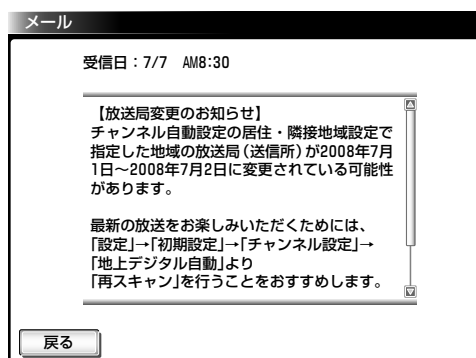 メール
受信日：7/7 AM8:30
【放送局変更のお知らせ】
チャンネル自動設定の居住・隣接地域設定で
指定した地域の放送局（送信所）が2008年7月
1日～2008年7月2日に変更されている可能性
があります。
最新の放送をお楽しみいただくためには、
「設定」→「初期設定」→「チャンネル設定」→
「地上デジタル自動」より
「再スキャン」を行うことをおすすめします。
戻る